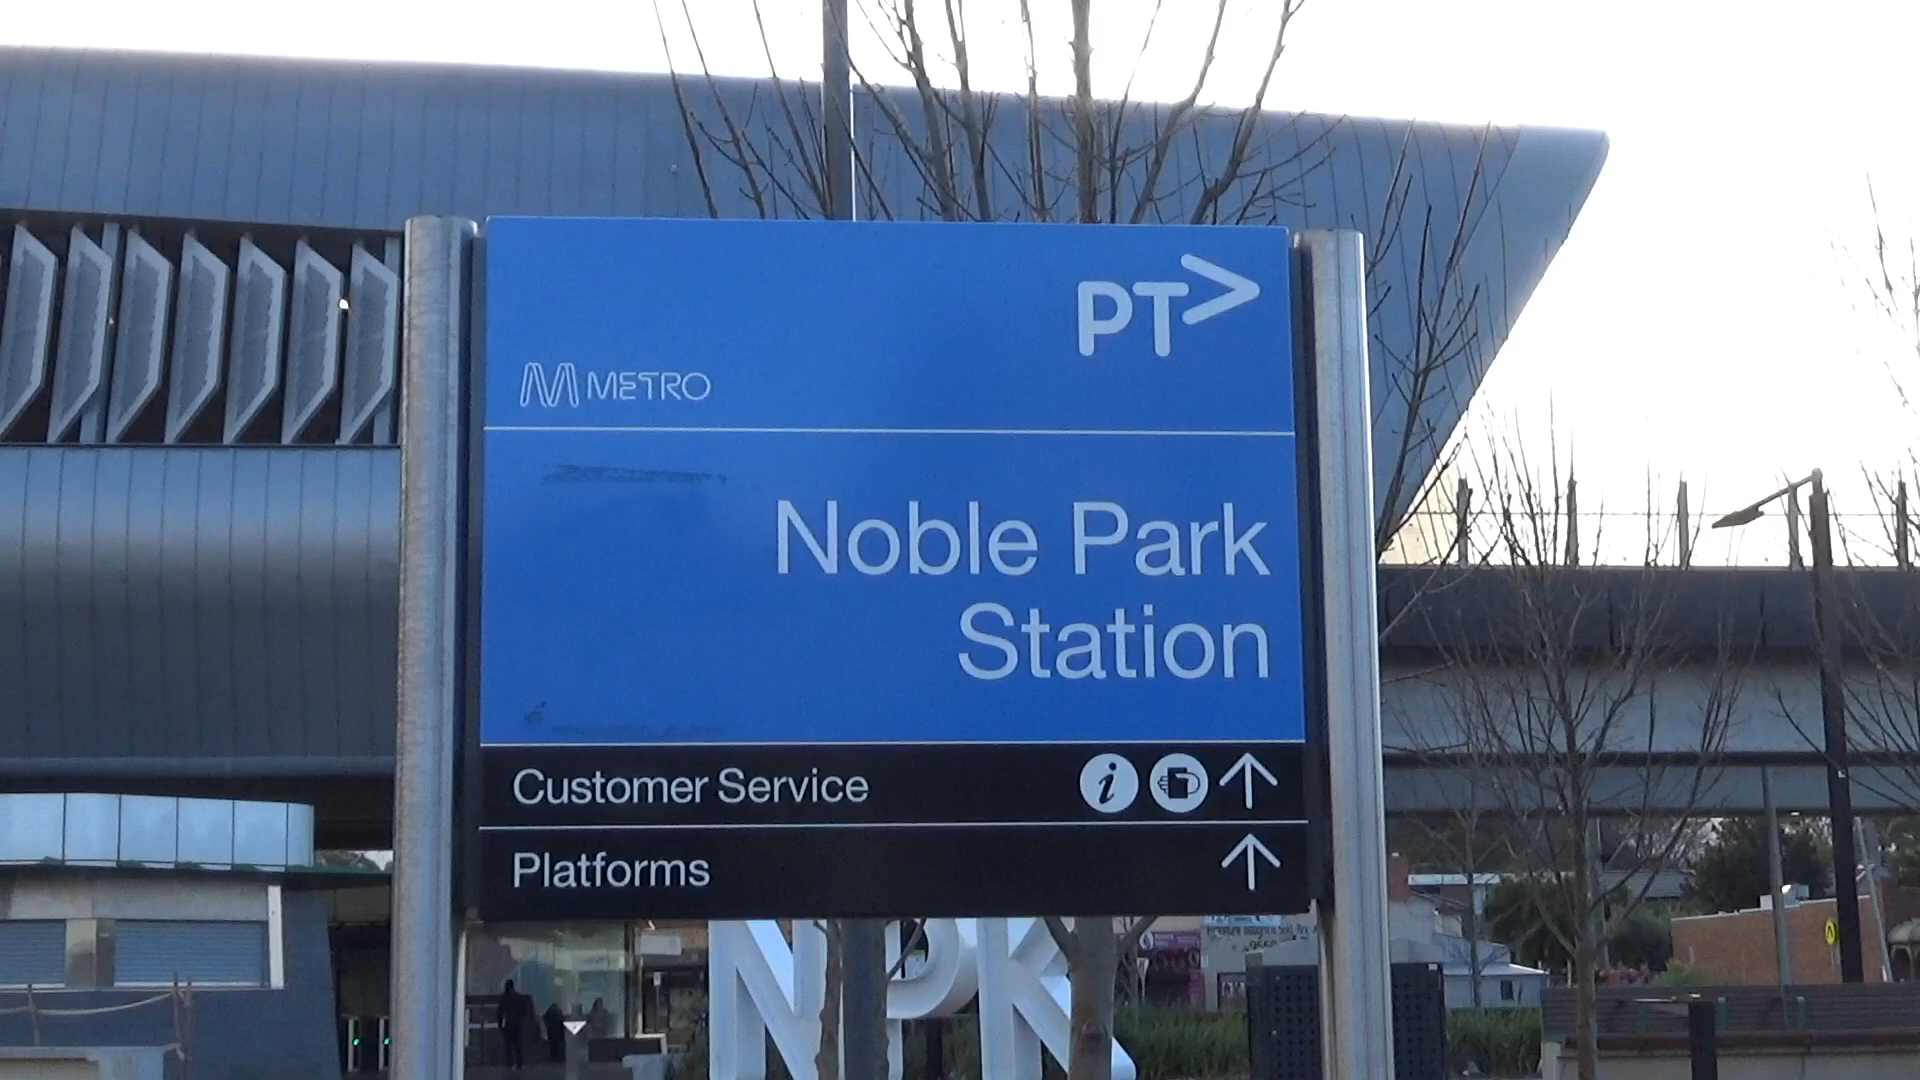 PT>
METRO
Noble Park
Station
Customer Service
Platforms
NPK